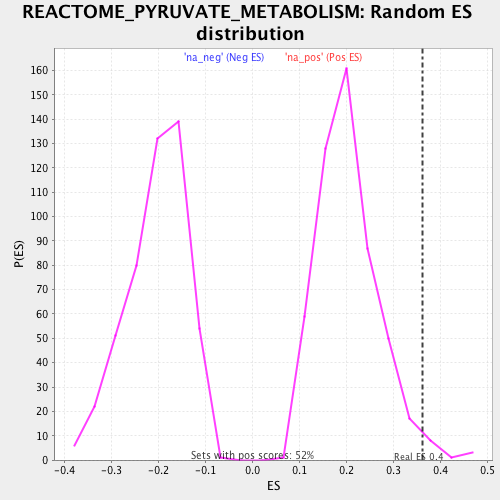 REACTOME_PYRUVATE_METABOLISM: Random ES
distribution
'na_neg' (Neg ES) 'na_pos' (Pos ES)
160
150
140
130
120
110
100
90
80
70
60
50
40
30
20
10
0
P(ES)
Sets with pos scores: 52%
Real ES 0.4
-0.4 -0.3 -0.2 -0.1 0.0 0.1 0.2 0.3 0.4 0.5
ES